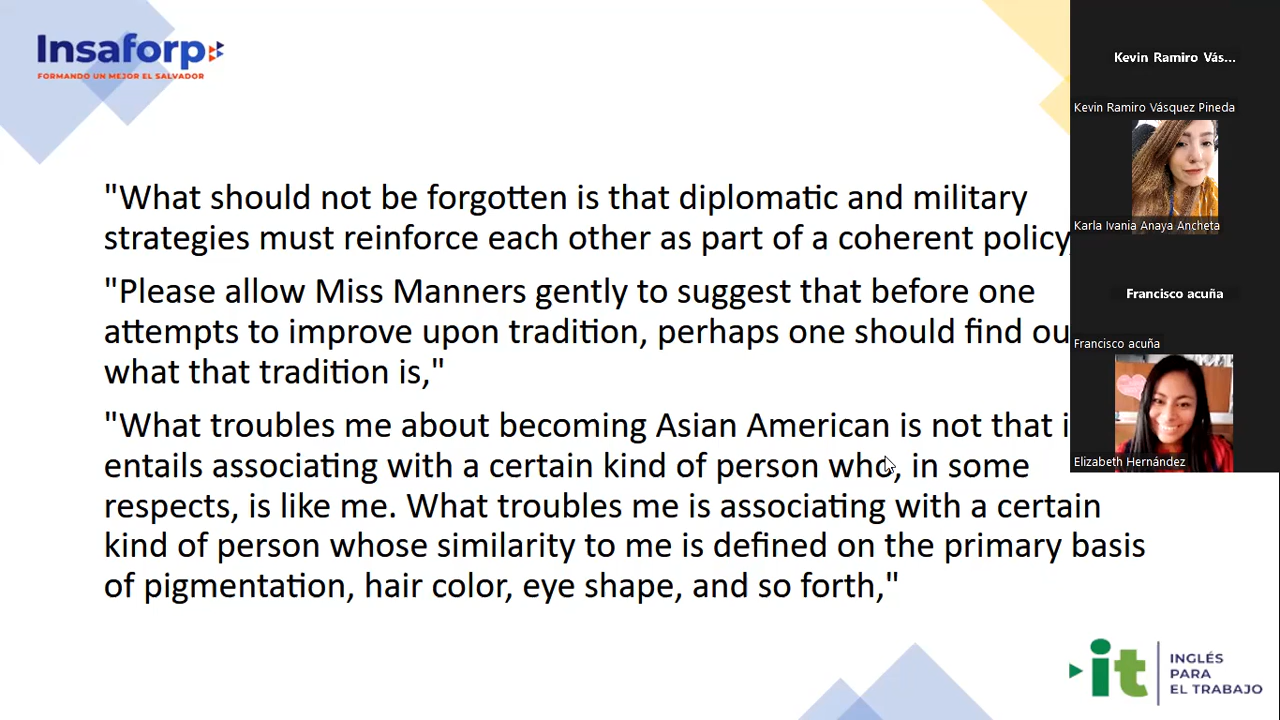 Insaforp
FORMANDO UN MEJOR EL SALVADOR
"What should not be forgotten is that diplomatic and military
strategies must reinforce each other as part of a coherent policy,
"Please allow Miss Manners gently to suggest that before one
attempts to improve upon tradition, perhaps one should find ou
what that tradition is,"
"What troubles me about becoming Asian American is not that i
entails associating with a certain kind of person who, in some
respects, is like me. What troubles me is associating with a certain
kind of person whose similarity to me is defined on the primary basis
of pigmentation, hair color, eye shape, and so forth,"
Kevin Ramiro Vás...
Kevin Ramiro Vásquez Pineda
Karla Ivania Anaya Ancheta
Francisco acuña
Francisco acuña
Elizabeth Hernández
it
INGLÉS
PARA
EL TRABAJO